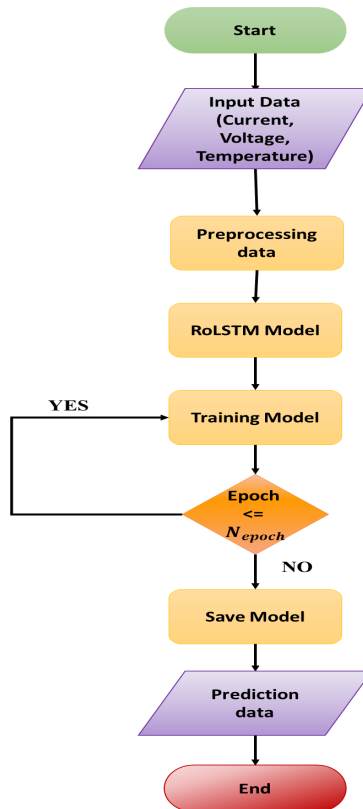 Start
Input Data
(Current,
Voltage,
Temperature)
Preprocessing
data
RoLSTM Model
YES
Training Model
Epoch
<=
N_epoch
NO
Save Model
Prediction
data
End